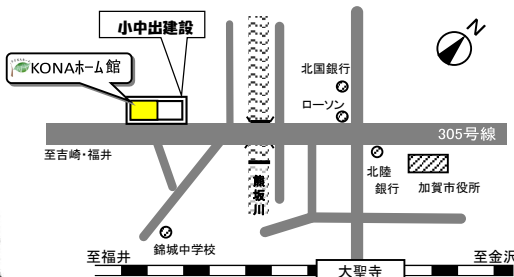 小中出建設
KONAホーム館
N
北国銀行
ローソン
305号線
至吉崎・福井
熊坂川
北陸
銀行
加賀市役所
錦城中学校
至福井
大聖寺
至金沢